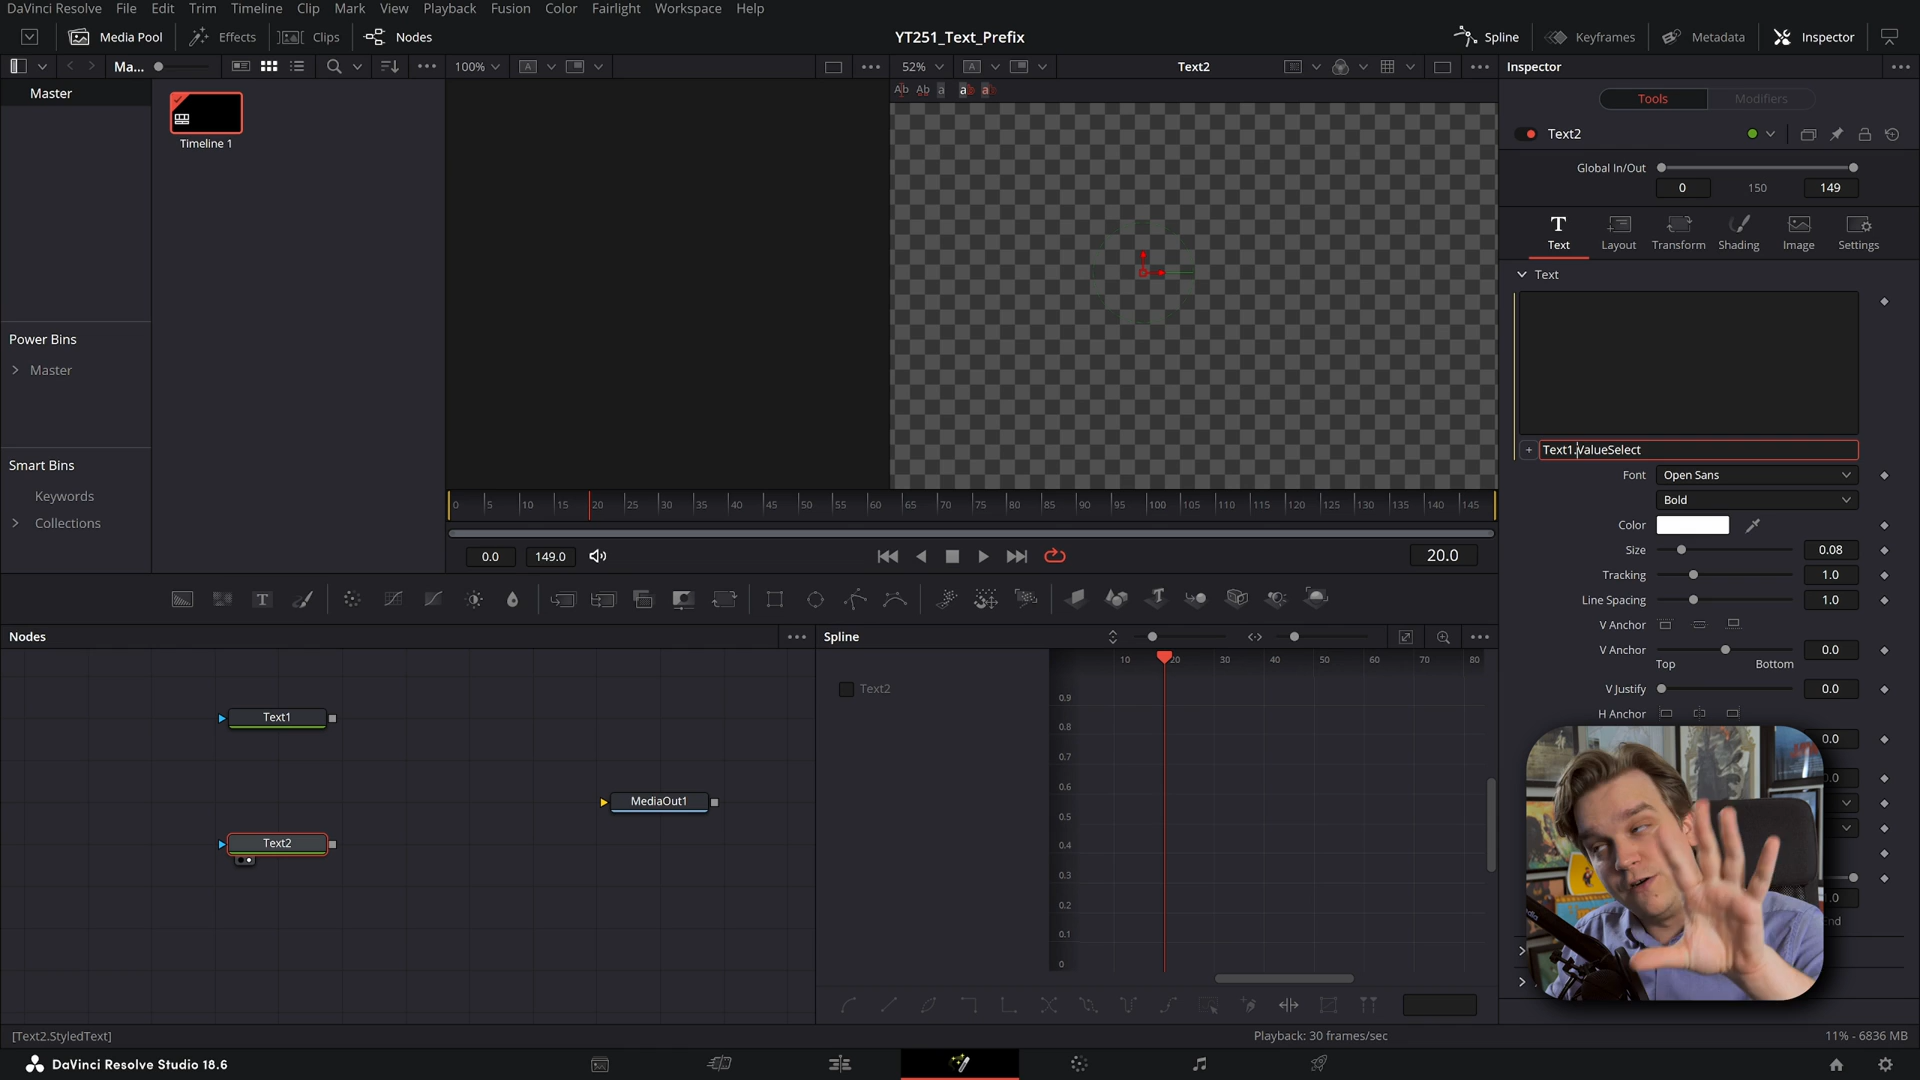 DaVinci Resolve File Edit Trim Timeline Clip Mark View Playback Fusion Color Fairlight Workspace Help
Media Pool Effects Clips Nodes YT251_Text_Prefix Spline Keyframes Metadata Inspector
Ma... 100% 52% Text2 Inspector
Ab Ab a a a
Master
Timeline 1
Power Bins
Master
Smart Bins
Keywords
Collections
Tools Modifiers
Text2
Global In/Out
0 150 149
Text Layout Transform Shading Image Settings
Text
Text1.ValueSelect
Font Open Sans
Bold
Color
Size 0.08
Tracking 1.0
Line Spacing 1.0
V Anchor
V Anchor 0.0
Top Bottom
V Justify 0.0
H Anchor
0.0
0 5 10 15 20 25 30 35 40 45 50 55 60 65 70 75 80 85 90 95 100 105 110 115 120 125 130 135 140 145
0.0 149.0 20.0
Nodes
Text1
Text2
MediaOut1
Spline
Text2
10 20 30 40 50 60 70 80
0.9
0.8
0.7
0.6
0.5
0.4
0.3
0.2
0.1
0
[Text2.StyledText] Playback: 30 frames/sec 11% - 6836 MB
DaVinci Resolve Studio 18.6